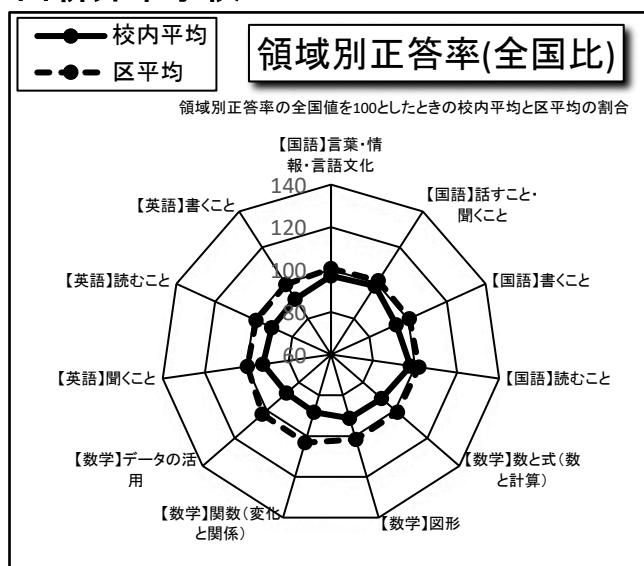 校内平均
区平均
領域別正答率(全国比)
領域別正答率の全国値を100としたときの校内平均と区平均の割合
【国語】言葉・情
報・言語文化
【国語】話すこと・
聞くこと
【国語】書くこと
【国語】読むこと
【数学】数と式(数
と計算)
【数学】図形
【数学】関数(変化
と関係)
【数学】データの活
用
【英語】聞くこと
【英語】読むこと
【英語】書くこと
140
120
100
80
60